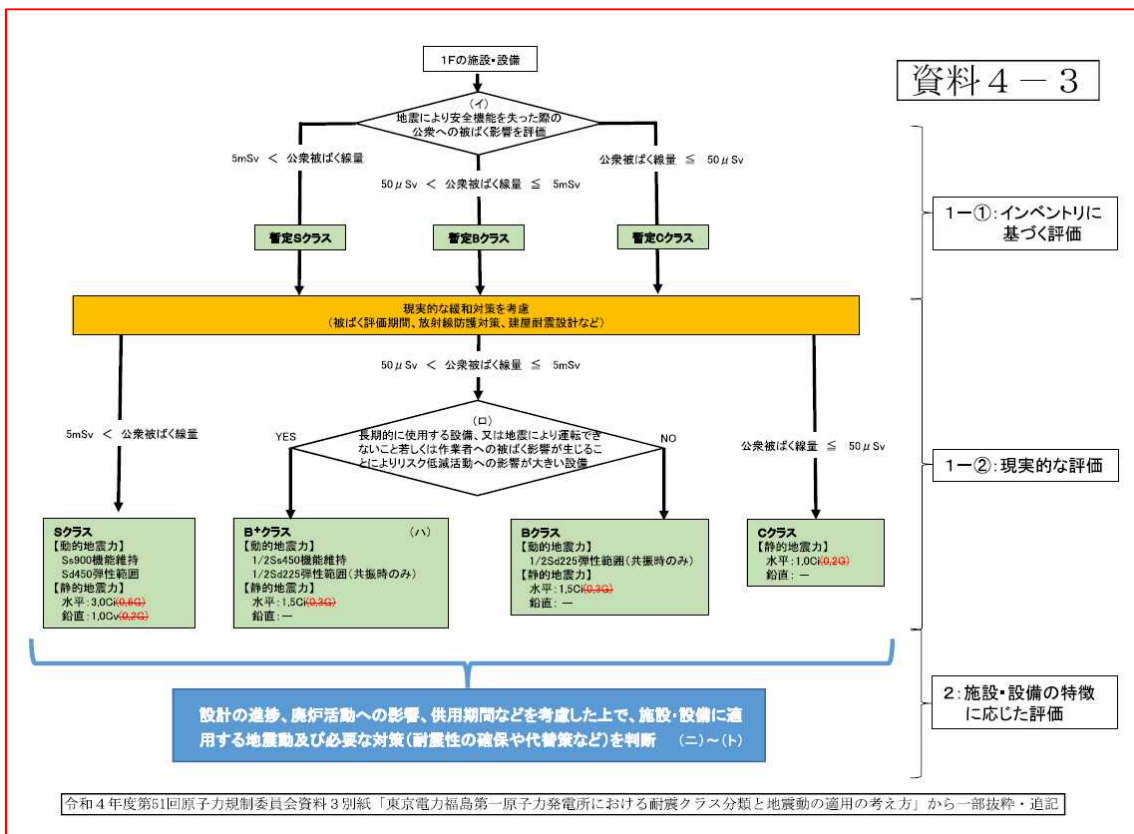 資料４－３
1Fの施設・設備
(イ)
地震により安全機能を失った際の
公衆への被ばく影響を評価
5mSv ＜ 公衆被ばく線量
50μSv ＜ 公衆被ばく線量 ≦ 5mSv
公衆被ばく線量 ≦ 50μSv
暫定Sクラス
暫定Bクラス
暫定Cクラス
1－①:インベントリに
基づく評価
現実的な緩和対策を考慮
(被ばく評価期間、放射線防護対策、建屋耐震設計など)
50μSv ＜ 公衆被ばく線量 ≦ 5mSv
5mSv ＜ 公衆被ばく線量
(ロ)
YES
長期的に使用する設備、又は地震により運転でき
ないこと若しくは作業者への被ばく影響が生じるこ
とによりリスク低減活動への影響が大きい設備
NO
公衆被ばく線量 ≦ 50μSv
1－②:現実的な評価
Sクラス
【動的地震力】
Ss900機能維持
Sd450弾性範囲
【静的地震力】
水平:3.0Ci(0.6G)
鉛直:1.0Cv(0.2G)
B+クラス (ハ)
【動的地震力】
1/2Ss450機能維持
1/2Sd225弾性範囲(共振時のみ)
【静的地震力】
水平:1.5Ci(0.3G)
鉛直:－
Bクラス
【動的地震力】
1/2Sd225弾性範囲(共振時のみ)
【静的地震力】
水平:1.5Ci(0.3G)
鉛直:－
Cクラス
【静的地震力】
水平:1.0Ci(0.2G)
鉛直:－
設計の進捗、廃炉活動への影響、供用期間などを考慮した上で、施設・設備に適
用する地震動及び必要な対策(耐震性の確保や代替策など)を判断 (ニ)～(ト)
2:施設・設備の特徴
に応じた評価
令和４年度第51回原子力規制委員会資料３別紙「東京電力福島第一原子力発電所における耐震クラス分類と地震動の適用の考え方」から一部抜粋・追記